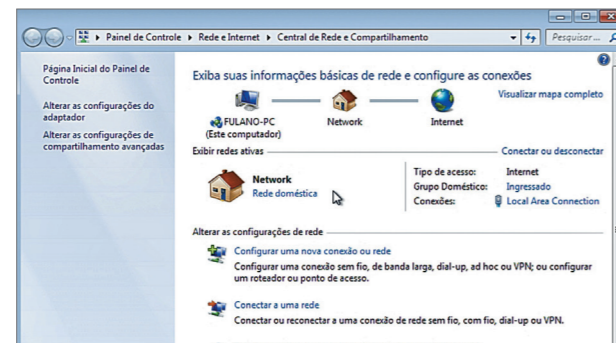 Painel de Controle Rede e Internet Central de Rede e Compartilhamento Pesquisar ...
Página Inicial do Painel de
Controle
Alterar as configurações do
adaptador
Alterar as configurações de
compartilhamento avançadas
Exiba suas informações básicas de rede e configure as conexões
Visualizar mapa completo
FULANO-PC
(Este computador)
Network
Internet
Exibir redes ativas
Conectar ou desconectar
Network
Rede doméstica
Tipo de acesso: Internet
Grupo Doméstico: Ingressado
Conexões: Local Area Connection
Alterar as configurações de rede
Configurar uma nova conexão ou rede
Configurar uma conexão sem fio, de banda larga, dial-up, ad hoc ou VPN; ou configurar
um roteador ou ponto de acesso.
Conectar a uma rede
Conectar ou reconectar a uma conexão de rede sem fio, com fio, dial-up ou VPN.